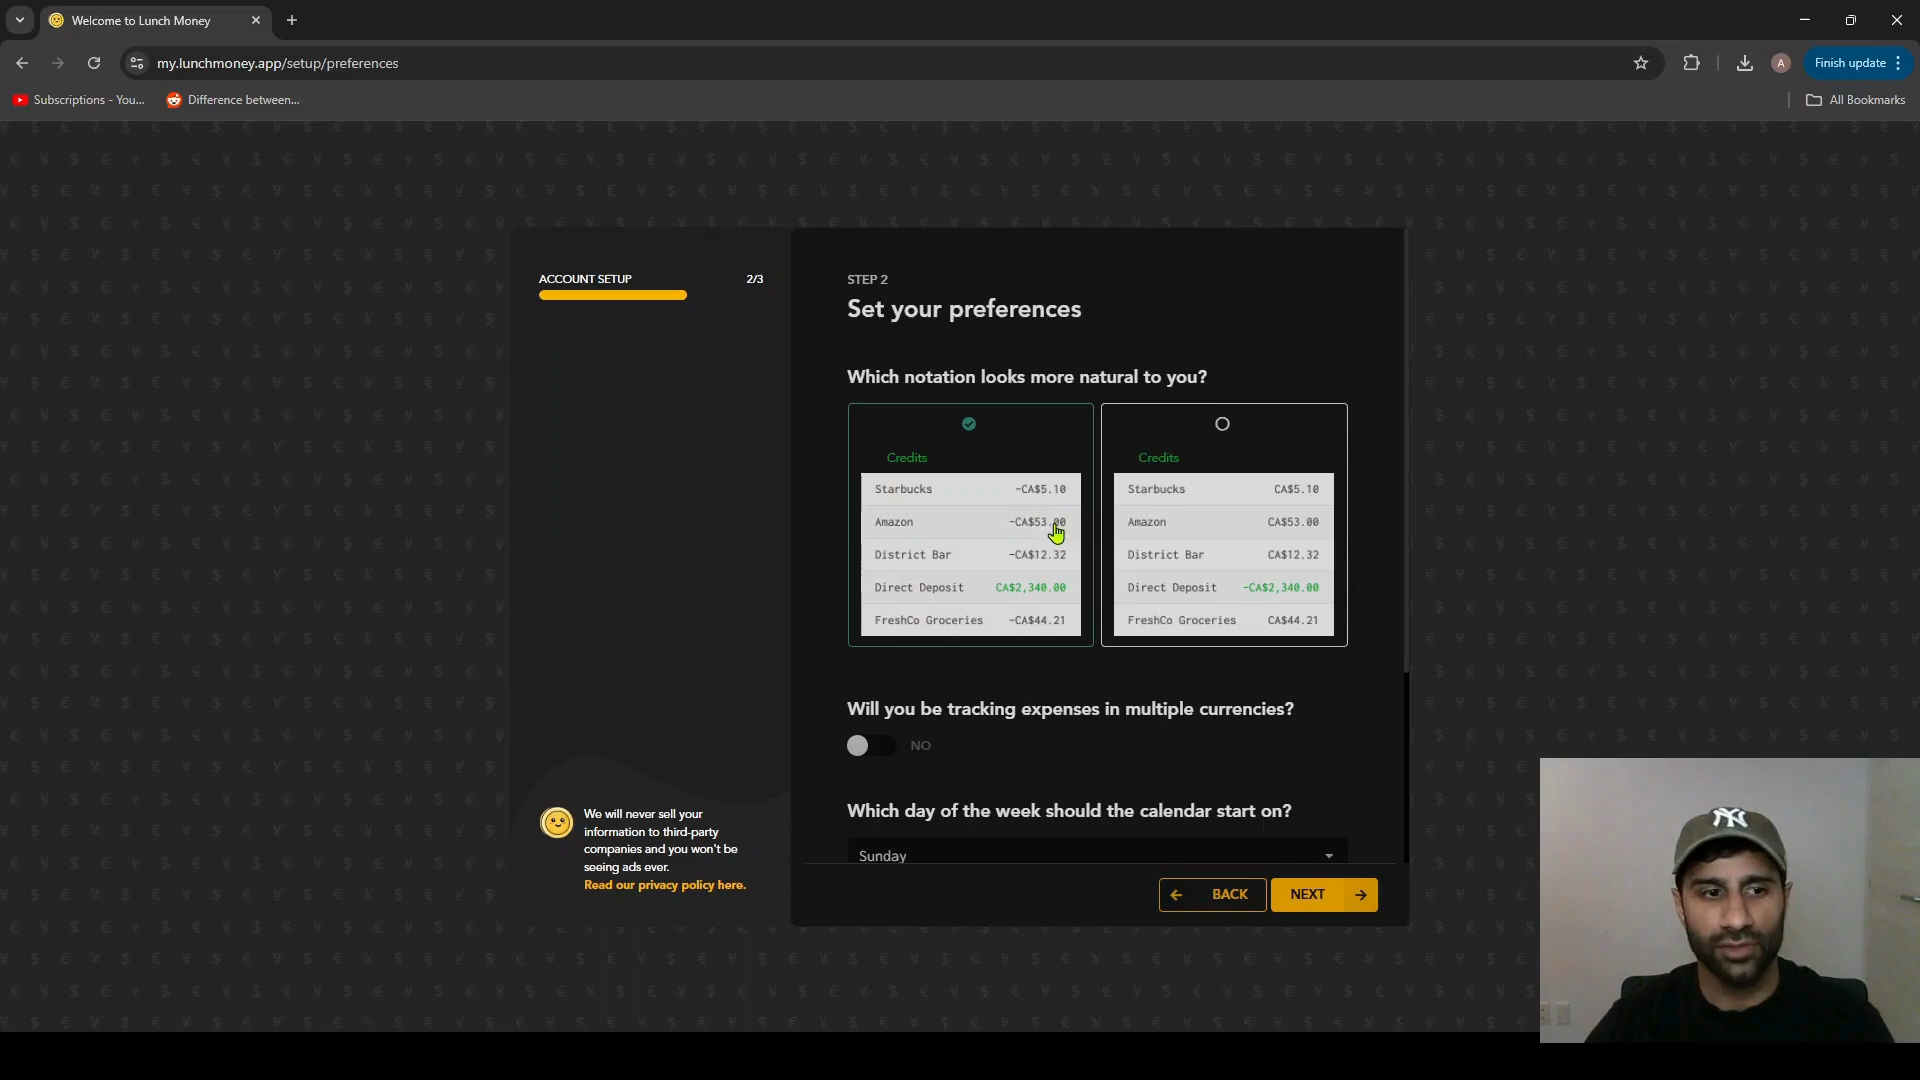 Welcome to Lunch Money
my.lunchmoney.app/setup/preferences
A
Finish update
Subscriptions - You...
Difference between...
All Bookmarks
ACCOUNT SETUP
2/3
We will never sell your
information to third-party
companies and you won't be
seeing ads ever.
Read our privacy policy here.
STEP 2
Set your preferences
Which notation looks more natural to you?
Credits
Starbucks -CA$5.10
Amazon -CA$53.00
District Bar -CA$12.32
Direct Deposit CA$2,340.00
FreshCo Groceries -CA$44.21
Credits
Starbucks CA$5.10
Amazon CA$53.00
District Bar CA$12.32
Direct Deposit -CA$2,340.00
FreshCo Groceries CA$44.21
Will you be tracking expenses in multiple currencies?
NO
Which day of the week should the calendar start on?
Sunday
BACK
NEXT
NY